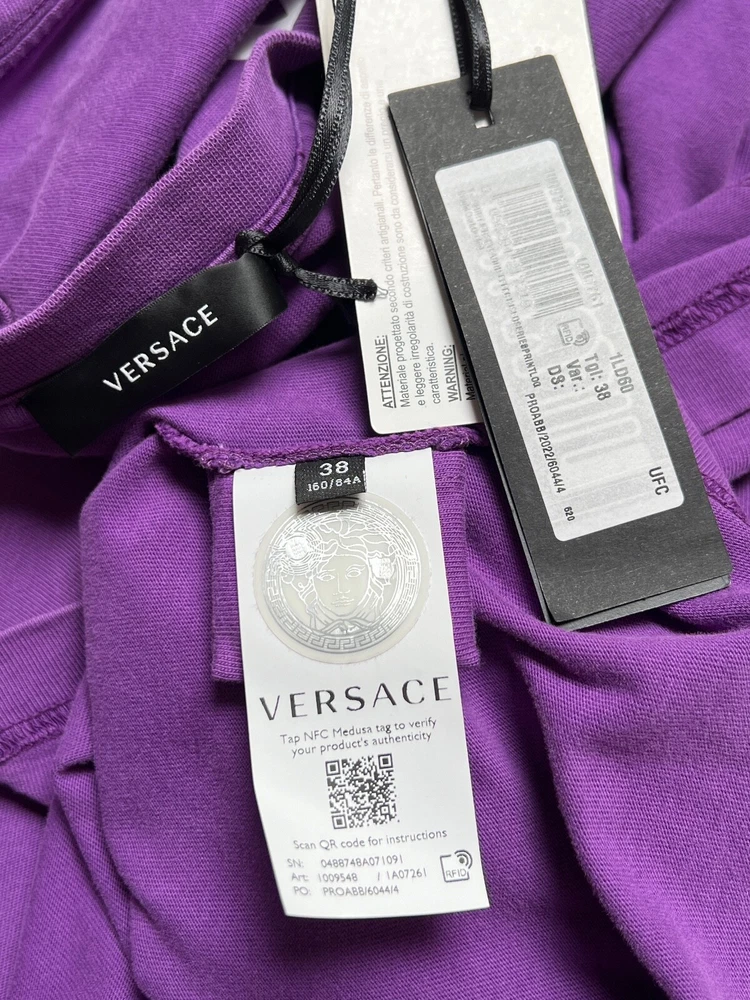 VERSACE
ATTENZIONE:
Materiale progettato secondo criteri artigianali. Pertanto le differenze di
e leggere irregolarità di costruzione sono da considerarsi un
caratteristica.
WARNING:
1LD60
Tgl: 38
Var.:
DS:
PROABB/2022/6044/4 620
UFC
RFID
38
160/84A
VERSACE
Tap NFC Medusa tag to verify
your product's authenticity
Scan QR code for instructions
SN: 0488748A071091
Art: 1009548 / 1A07261
PO: PROABB/6044/4
RFID